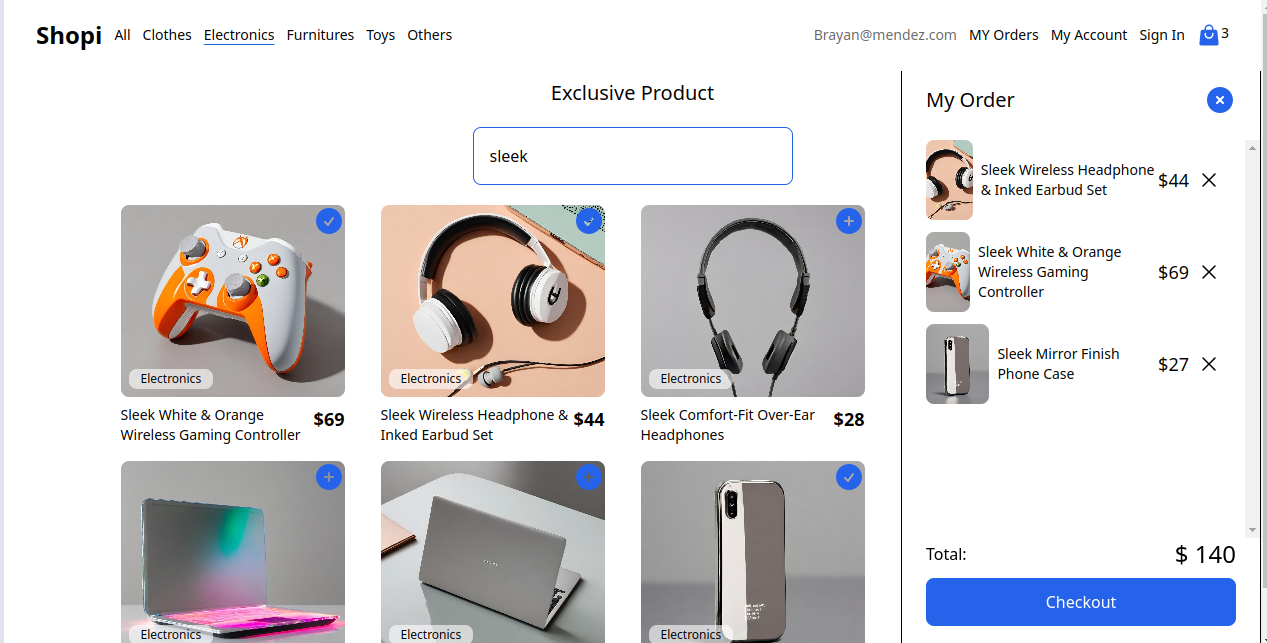 Shopi All Clothes Electronics Furnitures Toys Others Brayan@mendez.com MY Orders My Account Sign In 3
Exclusive Product
sleek
Electronics
Sleek White & Orange
Wireless Gaming Controller
$69
Electronics
Sleek Wireless Headphone &
Inked Earbud Set
$44
Electronics
Sleek Comfort-Fit Over-Ear
Headphones
$28
Electronics
Electronics
Electronics
My Order
Sleek Wireless Headphone
& Inked Earbud Set
$44
Sleek White & Orange
Wireless Gaming
Controller
$69
Sleek Mirror Finish
Phone Case
$27
Total:
$ 140
Checkout